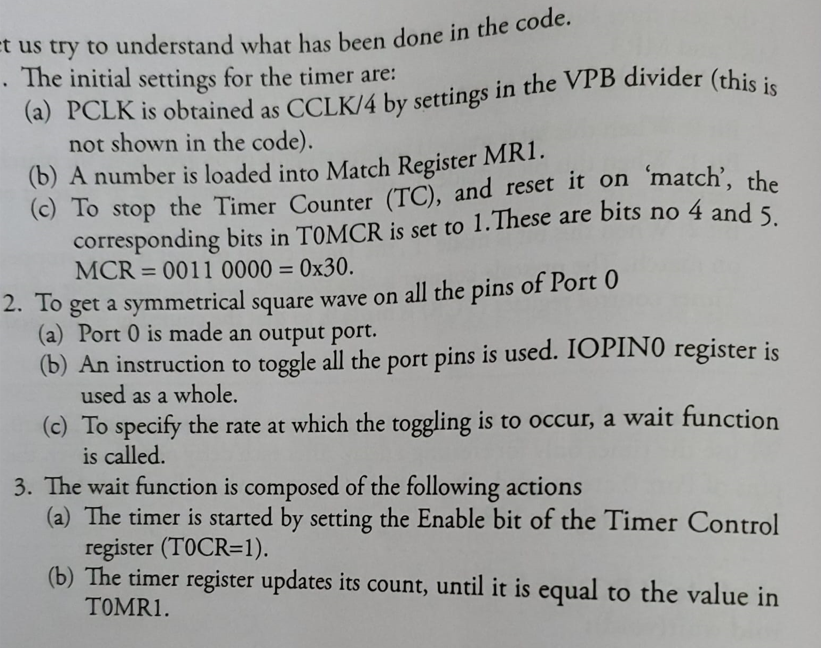 t us try to understand what has been done in the code.
. The initial settings for the timer are:
(a) PCLK is obtained as CCLK/4 by settings in the VPB divider (this is
not shown in the code).
(b) A number is loaded into Match Register MR1.
(c) To stop the Timer Counter (TC), and reset it on ‘match’, the
corresponding bits in T0MCR is set to 1.These are bits no 4 and 5.
MCR = 0011 0000 = 0x30.
2. To get a symmetrical square wave on all the pins of Port 0
(a) Port 0 is made an output port.
(b) An instruction to toggle all the port pins is used. IOPIN0 register is
used as a whole.
(c) To specify the rate at which the toggling is to occur, a wait function
is called.
3. The wait function is composed of the following actions
(a) The timer is started by setting the Enable bit of the Timer Control
register (T0CR=1).
(b) The timer register updates its count, until it is equal to the value in
T0MR1.